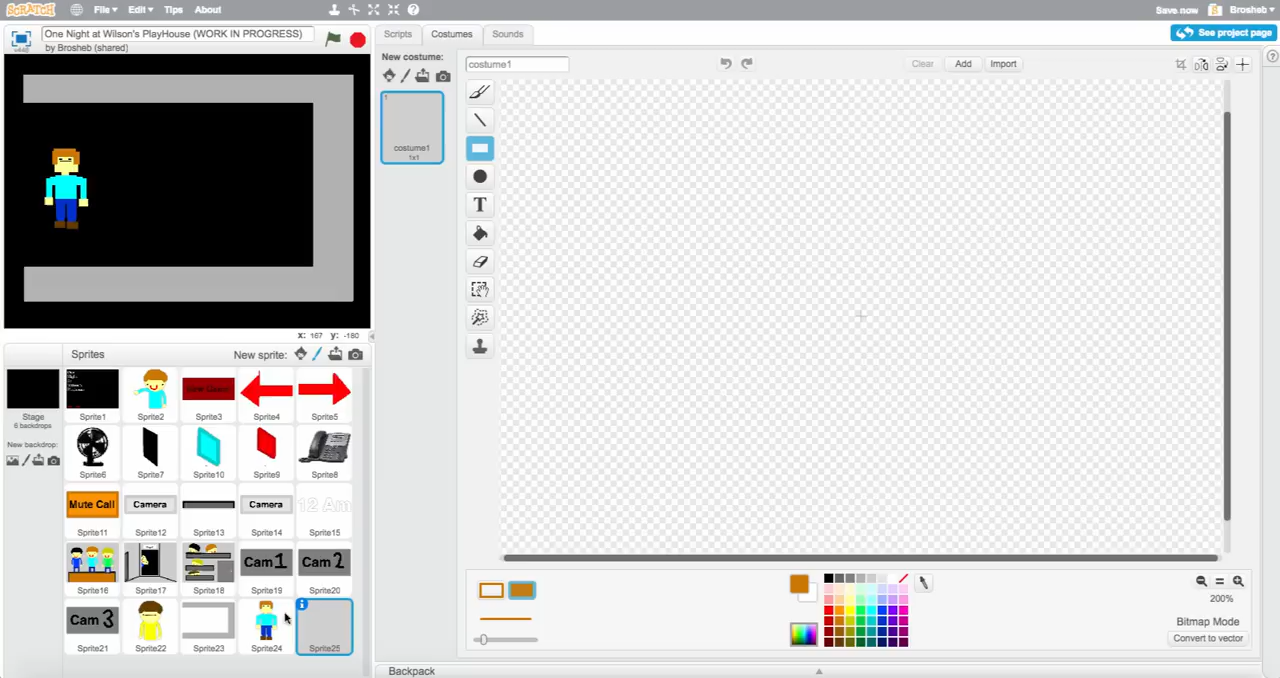 SCRATCH File▾ Edit▾ Tips About Save now Brosheb▾
One Night at Wilson's PlayHouse (WORK IN PROGRESS)
by Brosheb (shared)
Scripts Costumes Sounds
See project page
New costume:
costume1
Clear Add Import
1
costume1
1x1
T
x: 167 y: -180
Sprites New sprite:
Stage
6 backdrops
New backdrop:
Sprite1 Sprite2 Sprite3 Sprite4 Sprite5
Sprite6 Sprite7 Sprite10 Sprite9 Sprite8
Mute Call Camera Camera 12 Am
Sprite11 Sprite12 Sprite13 Sprite14 Sprite15
Cam 1 Cam 2
Sprite16 Sprite17 Sprite18 Sprite19 Sprite20
Cam 3
Sprite21 Sprite22 Sprite23 Sprite24 Sprite25
200%
Bitmap Mode
Convert to vector
Backpack